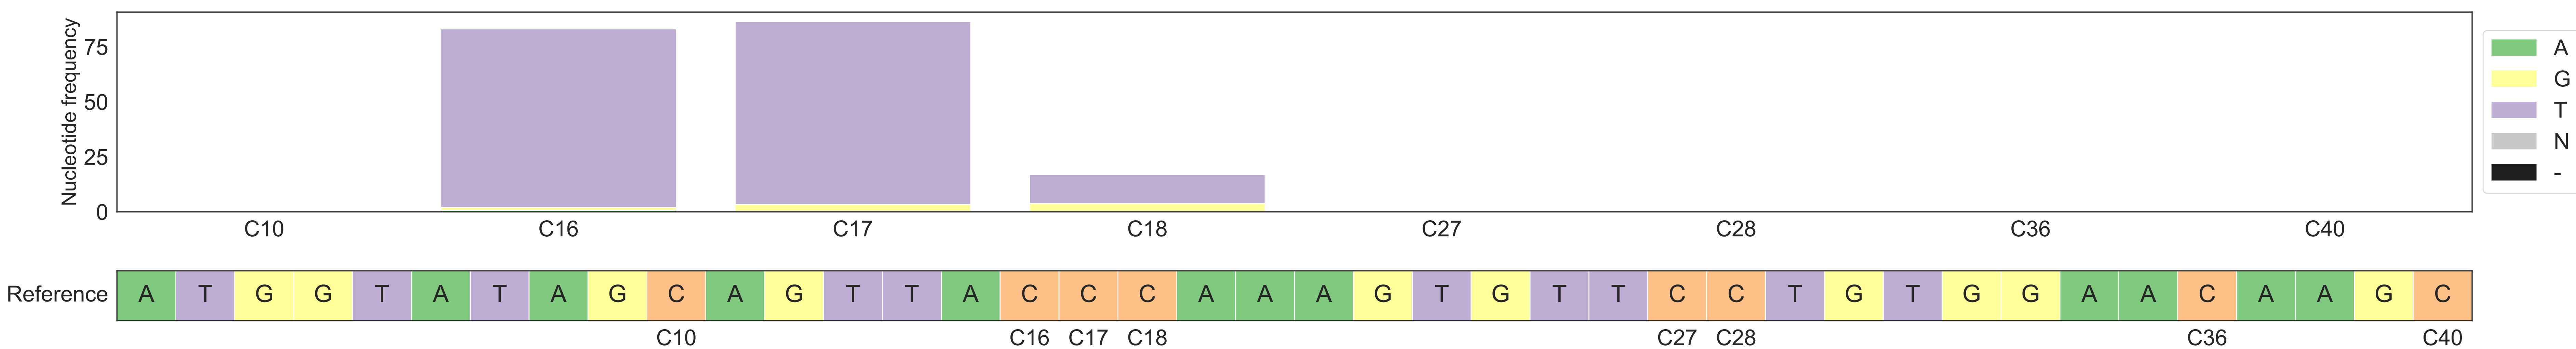 Nucleotide frequency
75
50
25
0
C10 C16 C17 C18 C27 C28 C36 C40
A
G
T
N
-
Reference A T G G T A T A G C A G T T A C C C A A A G T G T T C C T G T G G A A C A A G C
C10 C16 C17 C18 C27 C28 C36 C40